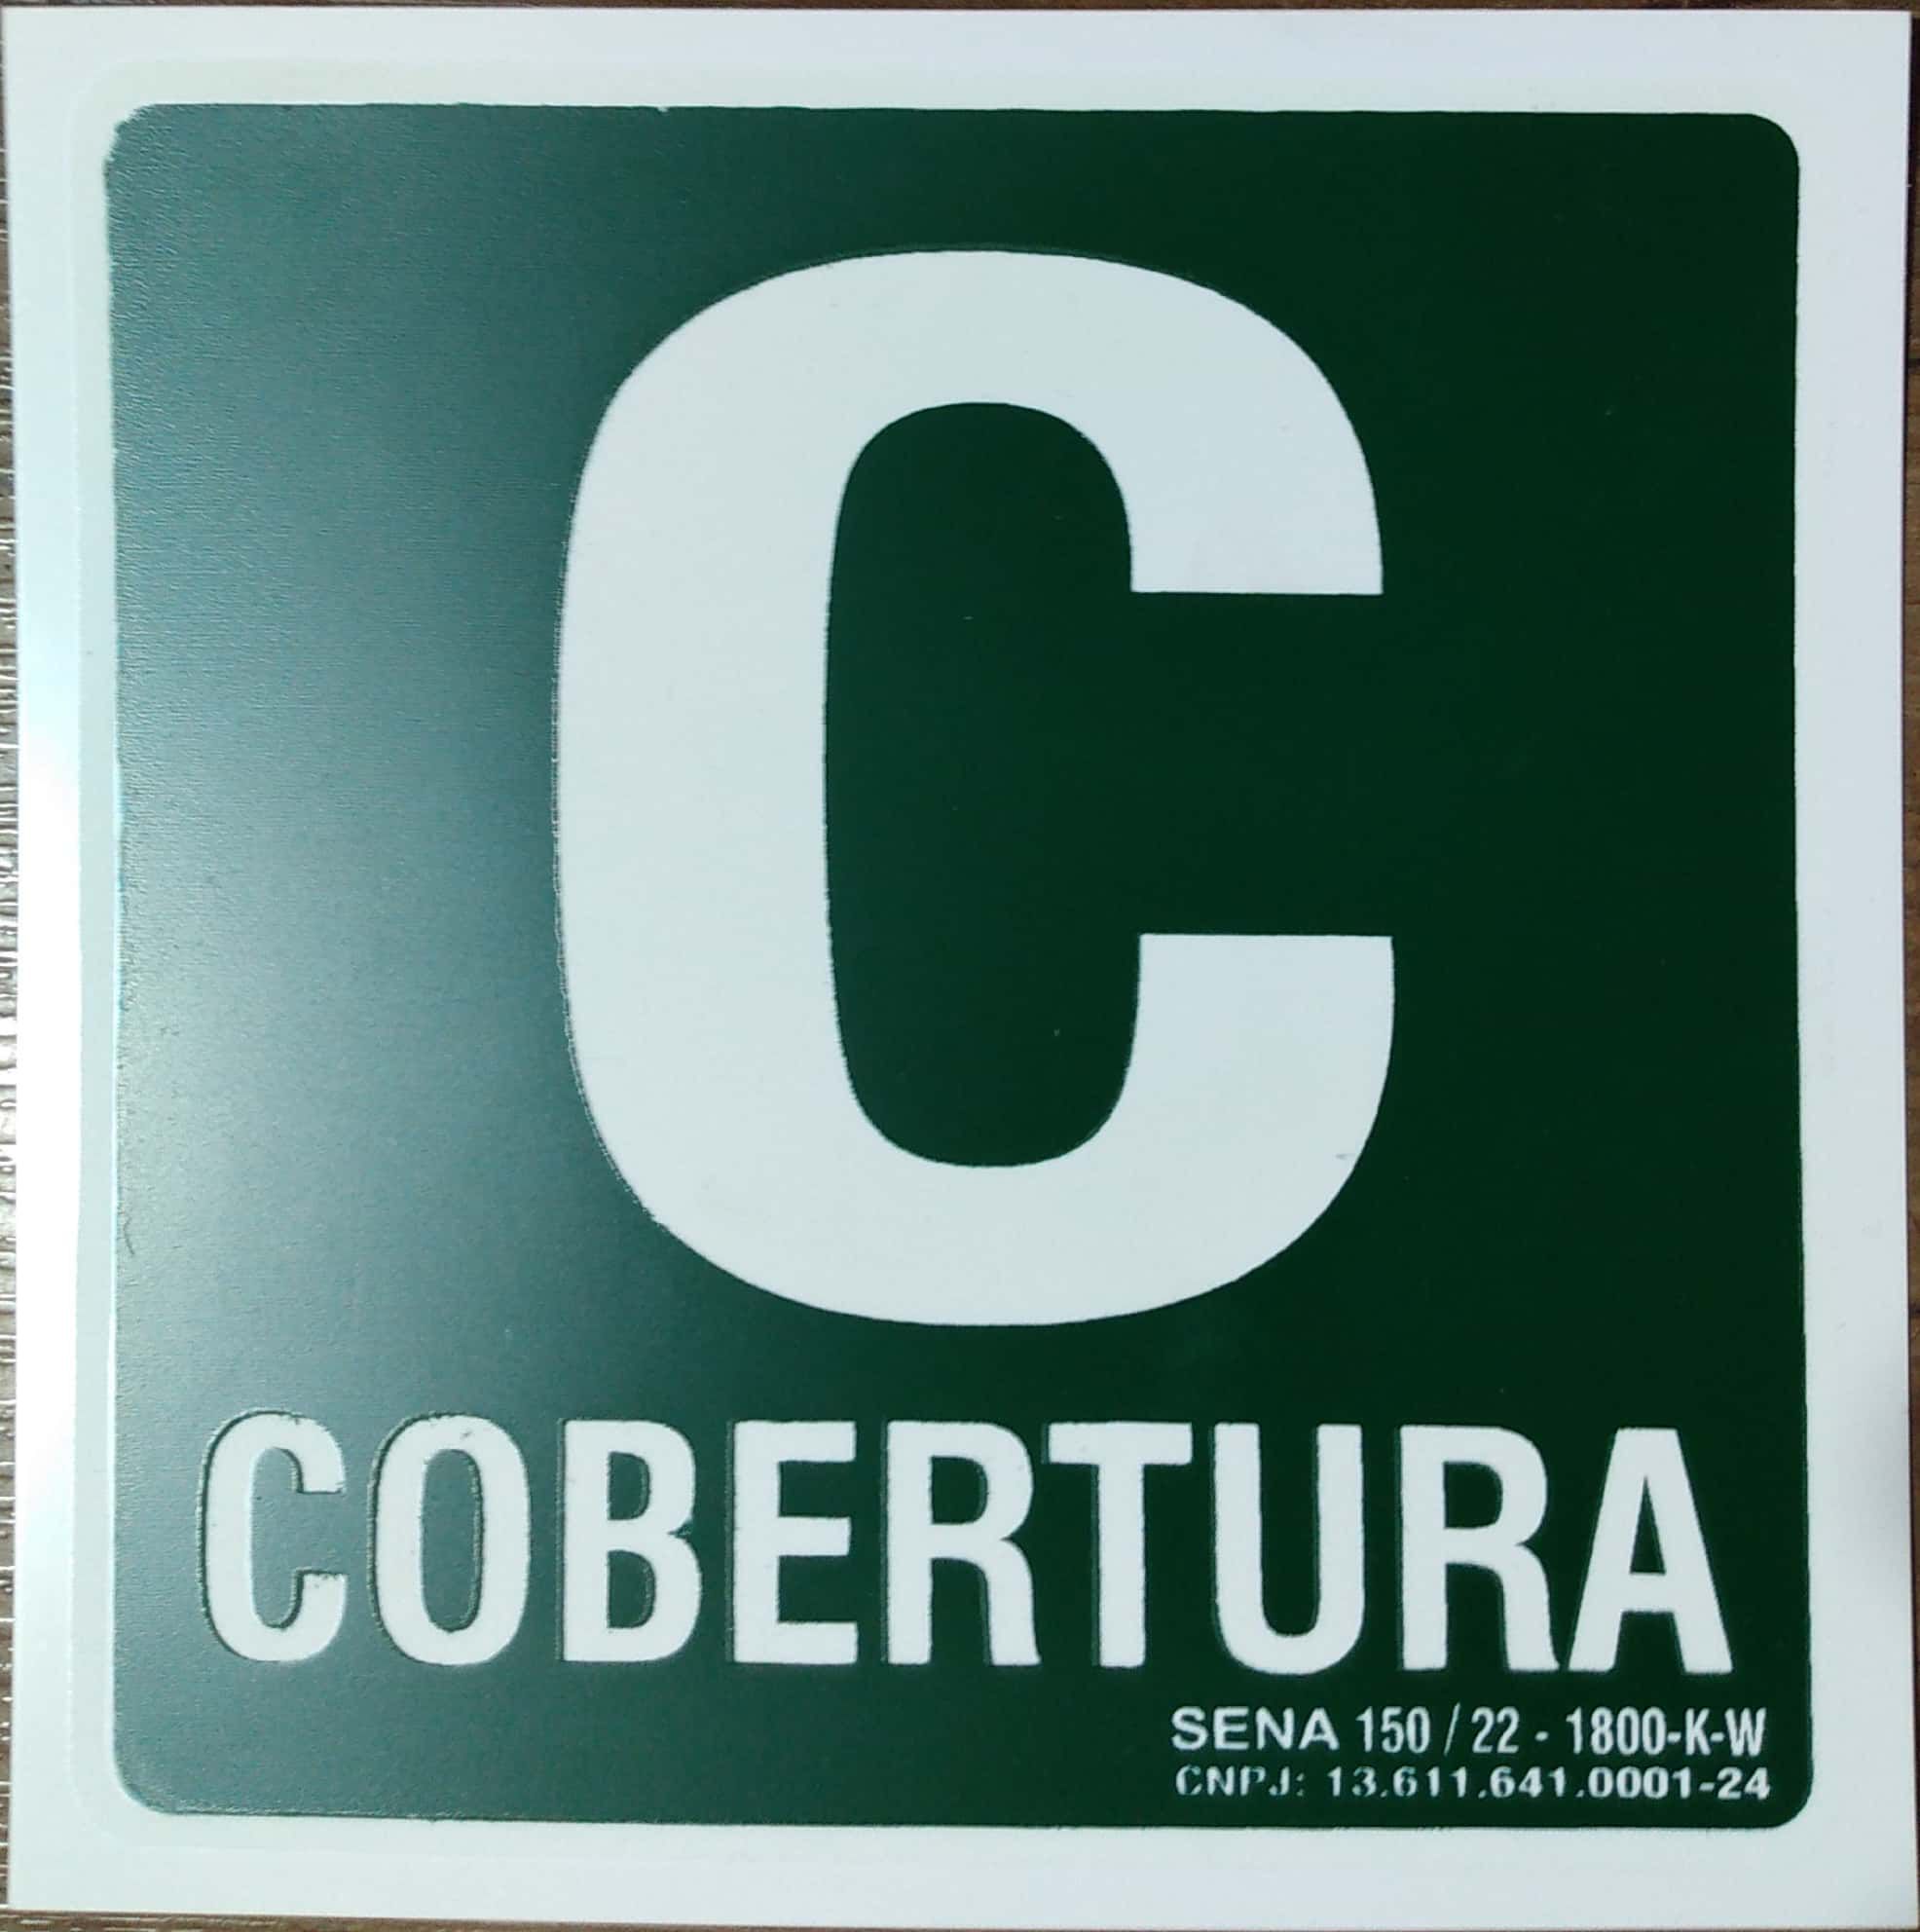 C
COBERTURA
SENA 150 / 22 - 1800-K-W
CNPJ: 13.611.641.0001-24